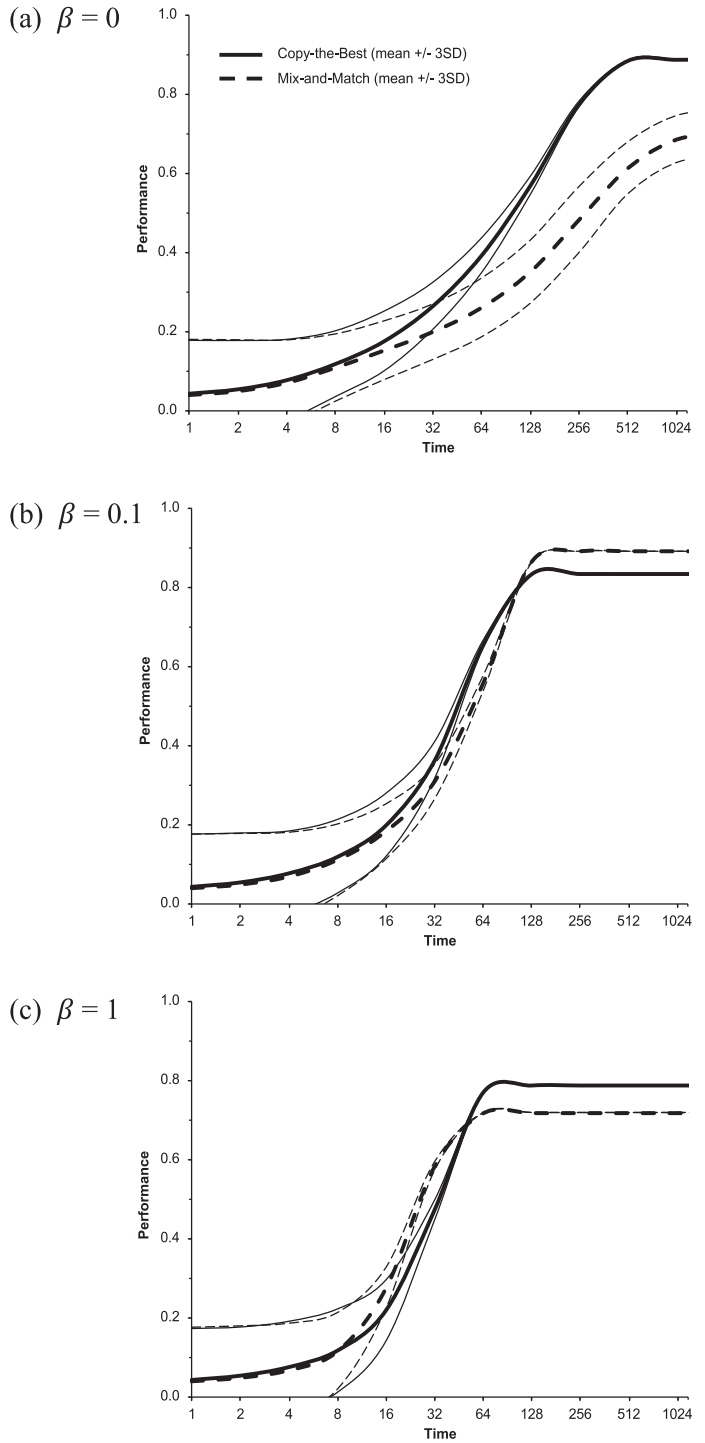 (a) β = 0
1.0
Copy-the-Best (mean +/- 3SD)
Mix-and-Match (mean +/- 3SD)
0.8
0.6
Performance
0.4
0.2
0.0
1 2 4 8 16 32 64 128 256 512 1024
Time
(b) β = 0.1
1.0
0.8
0.6
Performance
0.4
0.2
0.0
1 2 4 8 16 32 64 128 256 512 1024
Time
(c) β = 1
1.0
0.8
0.6
Performance
0.4
0.2
0.0
1 2 4 8 16 32 64 128 256 512 1024
Time